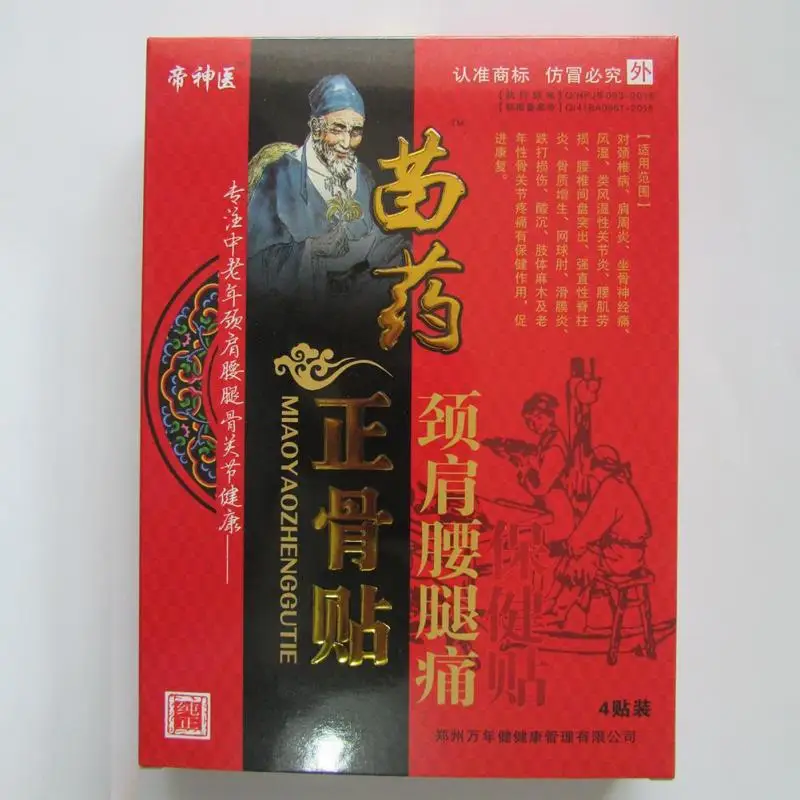 帝神医
认准商标 仿冒必究 外
TM
【适用范围】
对颈椎病、肩周炎、坐骨神经痛、
风湿、类风湿性关节炎、腰肌劳
损、腰椎间盘突出、强直性脊柱
炎、骨质增生、网球肘、滑膜炎、
跌打损伤、酸沉、肢体麻木及老
年性骨关节疼痛有保健作用，促
进康复。
专注中老年颈肩腰腿骨关节健康——
苗药
正骨贴
MIAOYAOZHENGGUTIE
颈肩腰腿痛
保健贴
纯正
4贴装
郑州万年健健康管理有限公司